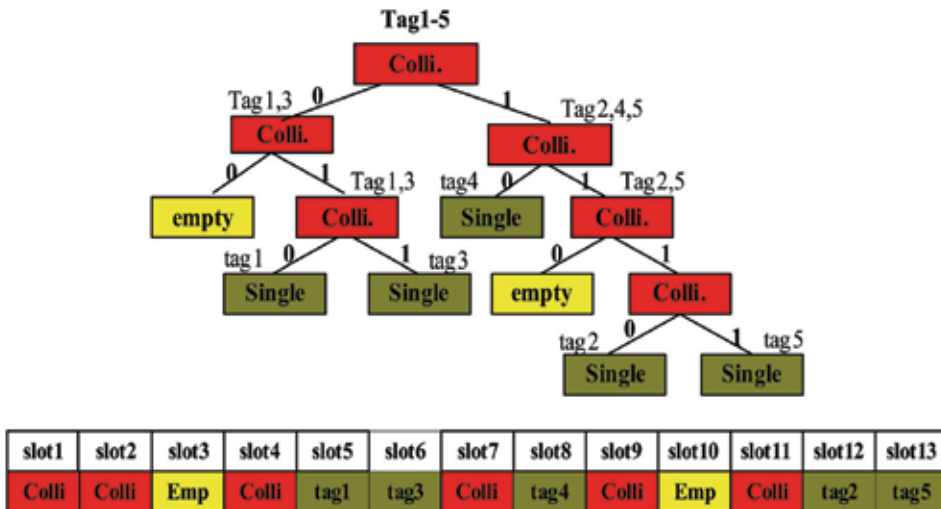 Tag1-5
Colli.
0 1
Tag1,3 Tag2,4,5
Colli. Colli.
0 1 Tag1,3 tag4 0 1 Tag2,5
empty Colli. Single Colli.
tag1 0 1 tag3 0 1
Single Single empty Colli.
tag2 0 1 tag5
Single Single
slot1 slot2 slot3 slot4 slot5 slot6 slot7 slot8 slot9 slot10 slot11 slot12 slot13
Colli Colli Emp Colli tag1 tag3 Colli tag4 Colli Emp Colli tag2 tag5